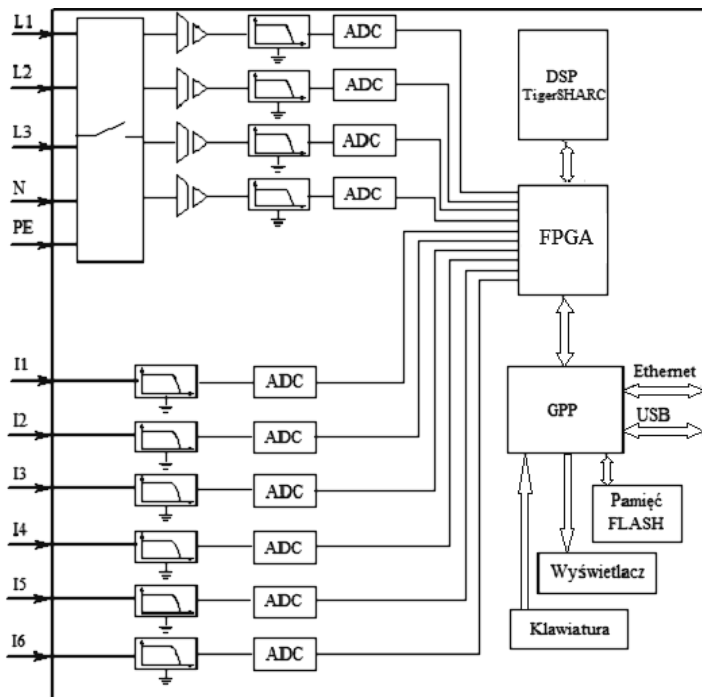 L1
ADC
L2
ADC
L3
ADC
N
ADC
PE
DSP
TigerSHARC
FPGA
I1
ADC
I2
ADC
I3
ADC
I4
ADC
I5
ADC
I6
ADC
GPP
Ethernet
USB
Pamięć
FLASH
Wyświetlacz
Klawiatura